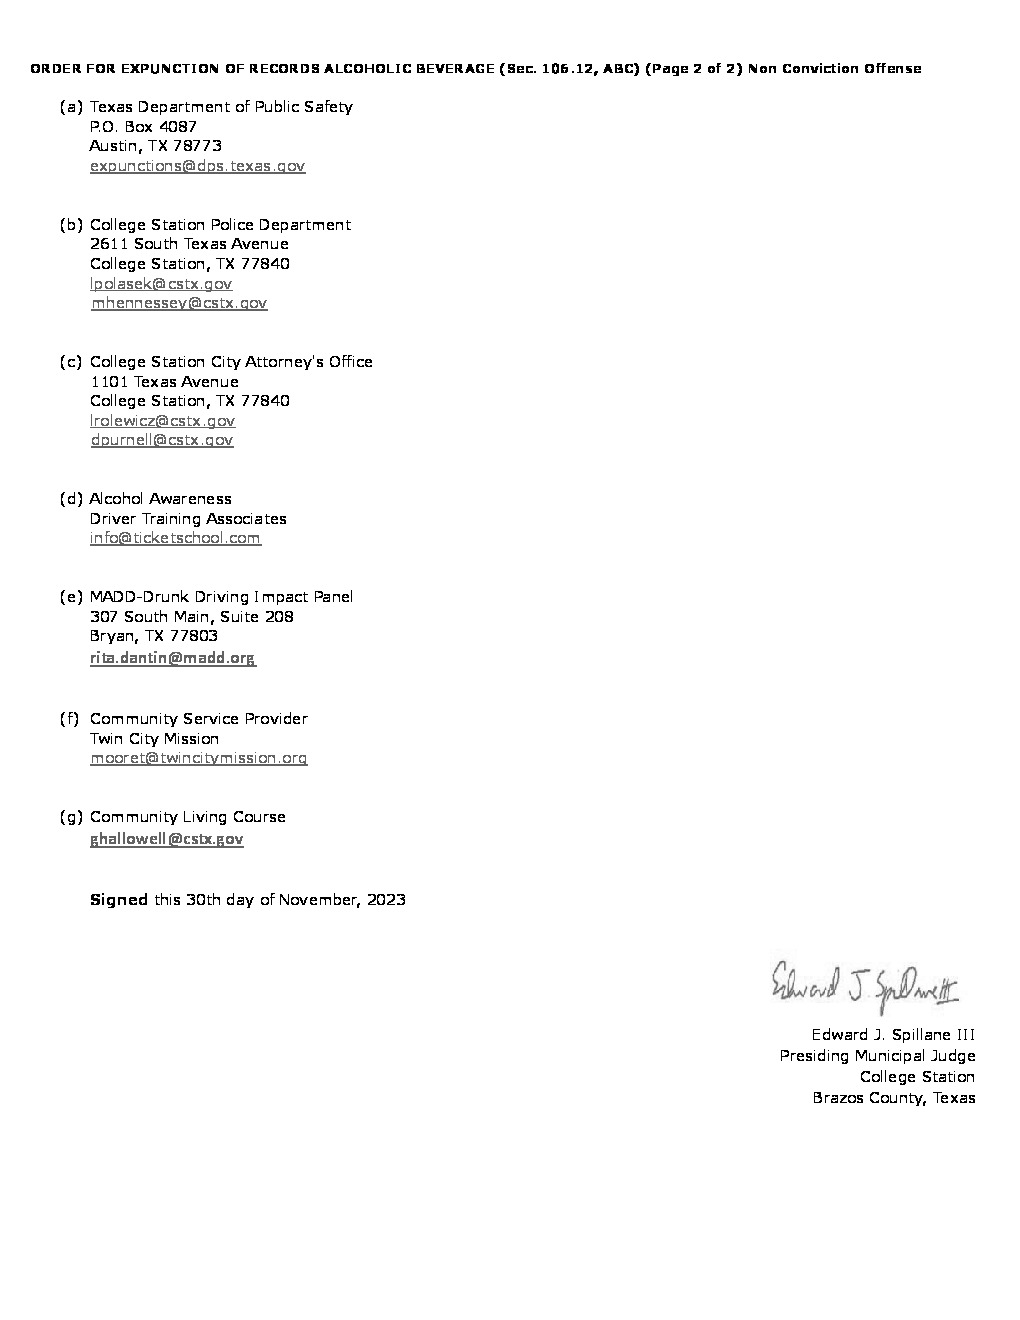 ORDER FOR EXPUNCTION OF RECORDS ALCOHOLIC BEVERAGE (Sec. 106.12, ABC) (Page 2 of 2) Non Conviction Offense
(a) Texas Department of Public Safety
P.O. Box 4087
Austin, TX 78773
expunctions@dps.texas.gov
(b) College Station Police Department
2611 South Texas Avenue
College Station, TX 77840
lpolasek@cstx.gov
mhennessey@cstx.gov
(c) College Station City Attorney's Office
1101 Texas Avenue
College Station, TX 77840
lrolewicz@cstx.gov
dpurnell@cstx.gov
(d) Alcohol Awareness
Driver Training Associates
info@ticketschool.com
(e) MADD-Drunk Driving Impact Panel
307 South Main, Suite 208
Bryan, TX 77803
rita.dantin@madd.org
(f) Community Service Provider
Twin City Mission
mooret@twincitymission.org
(g) Community Living Course
ghallowell@cstx.gov
Signed this 30th day of November, 2023
Edward J. Spillane III
Edward J. Spillane III
Presiding Municipal Judge
College Station
Brazos County, Texas